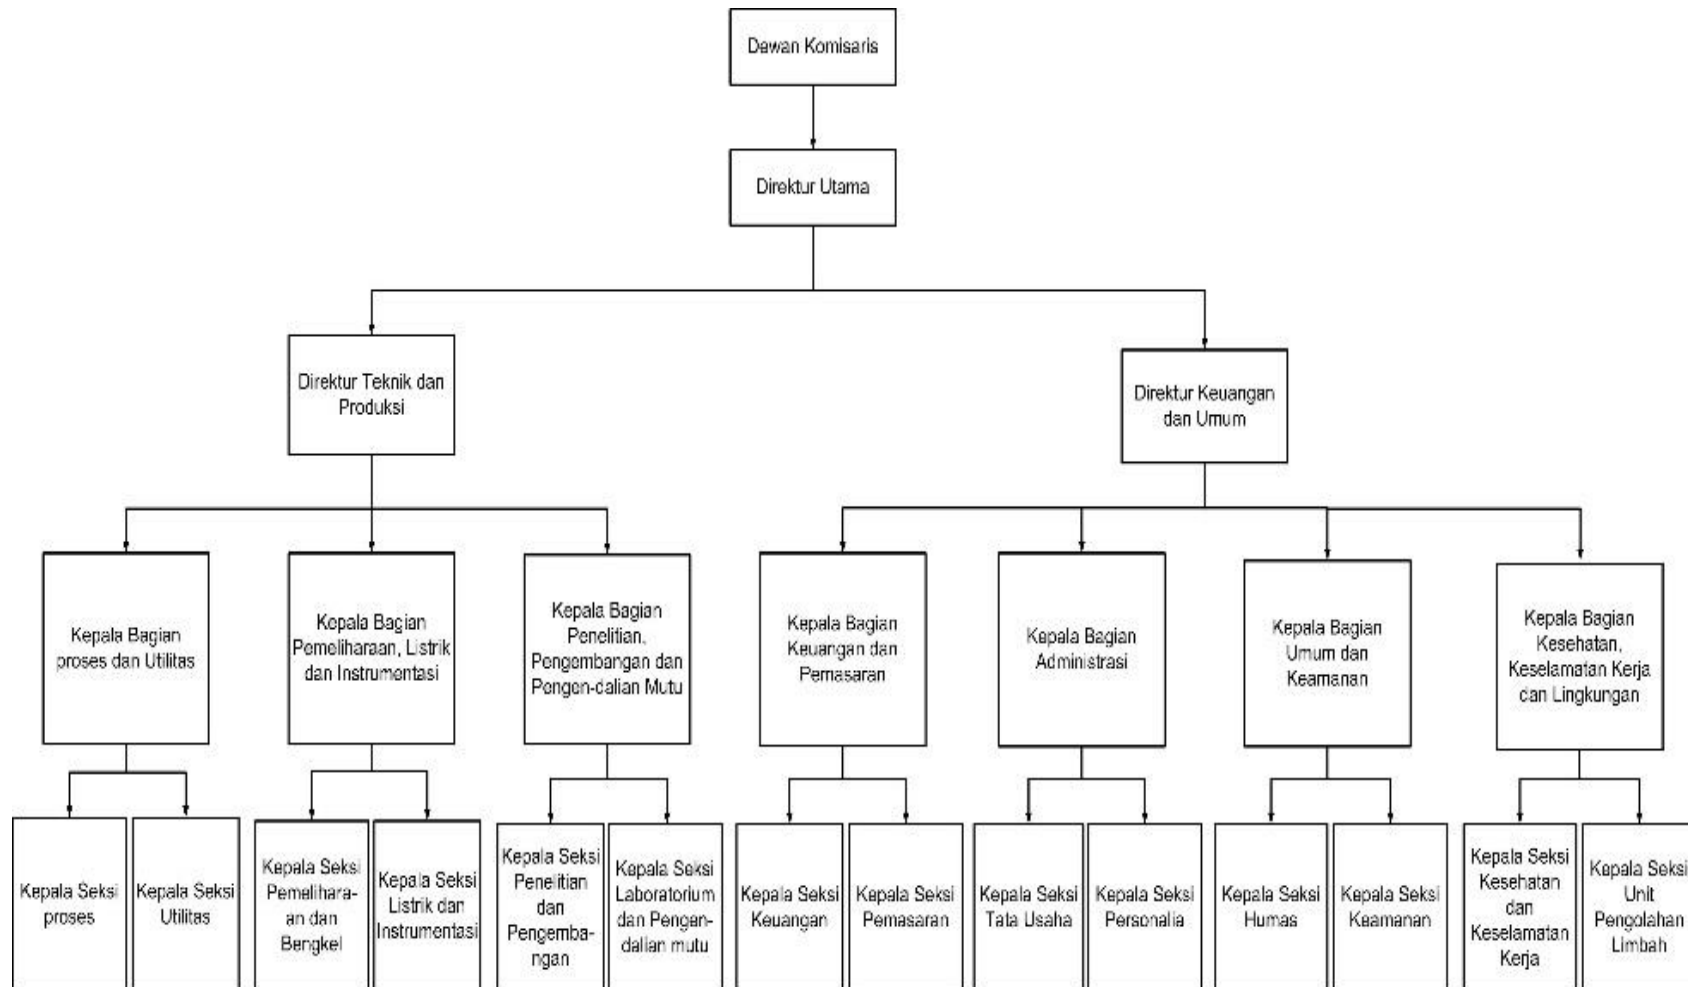 Dewan Komisaris
Direktur Utama
Direktur Teknik dan
Produksi
Direktur Keuangan
dan Umum
Kepala Bagian
proses dan Utilitas
Kepala Bagian
Pemeliharaan, Listrik
dan Instrumentasi
Kepala Bagian
Penelitian,
Pengembangan dan
Pengen-dalian Mutu
Kepala Bagian
Keuangan dan
Pemasaran
Kepala Bagian
Administrasi
Kepala Bagian
Umum dan
Keamanan
Kepala Bagian
Kesehatan,
Keselamatan Kerja
dan Lingkungan
Kepala Seksi
proses
Kepala Seksi
Utilitas
Kepala Seksi
Pemelihara-
an dan
Bengkel
Kepala Seksi
Listrik dan
Instrumentasi
Kepala Seksi
Penelitian
dan
Pengemba-
ngan
Kepala Seksi
Laboratorium
dan Pengen-
dalian mutu
Kepala Seksi
Keuangan
Kepala Seksi
Pemasaran
Kepala Seksi
Tata Usaha
Kepala Seksi
Personalia
Kepala Seksi
Humas
Kepala Seksi
Keamanan
Kepala Seksi
Kesehatan
dan
Keselamatan
Kerja
Kepala Seksi
Unit
Pengolahan
Limbah